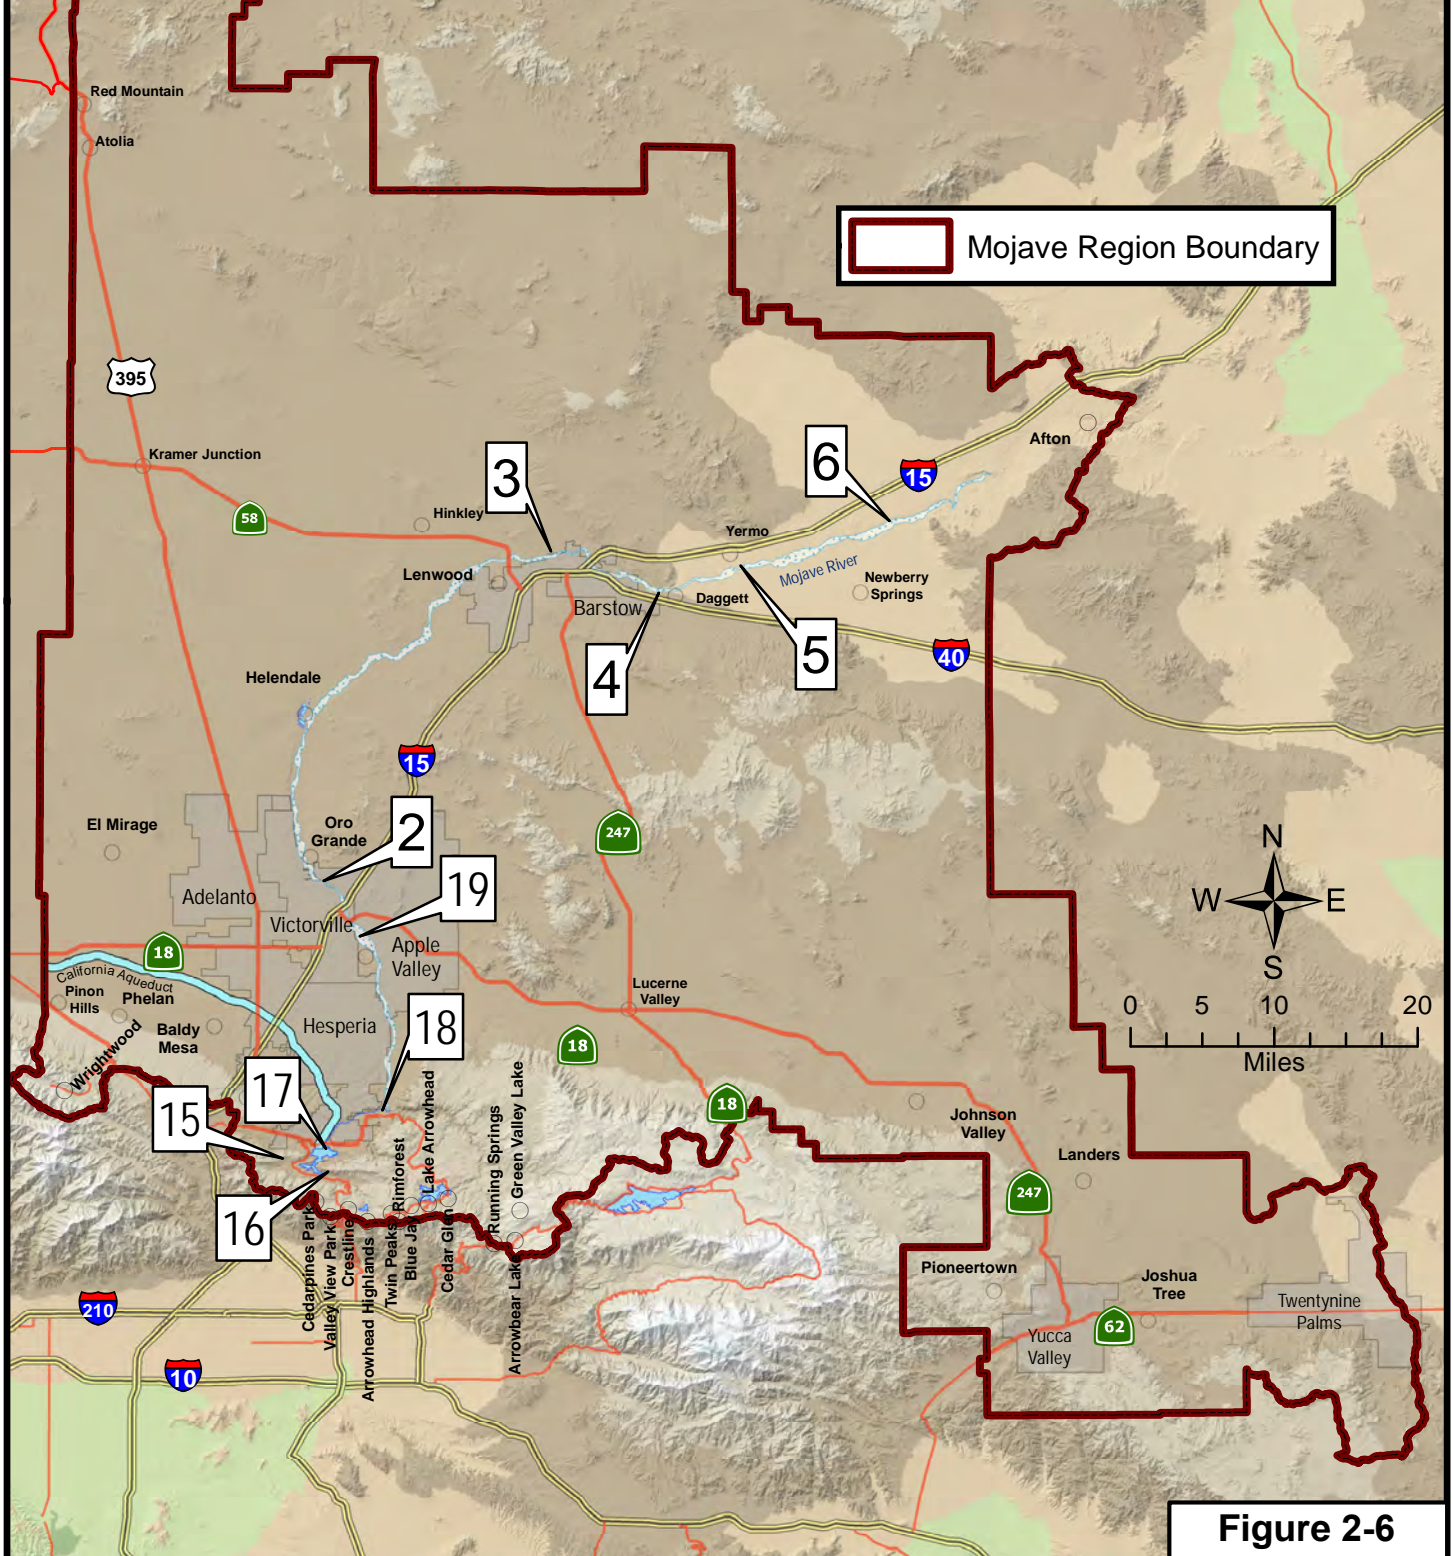 Red Mountain
Atolia
Mojave Region Boundary
395
Kramer Junction
58
Hinkley
3
6
15
Afton
Yermo
Mojave River
Lenwood
Barstow
Daggett
Newberry
Springs
4
5
40
Helendale
15
El Mirage
Oro
Grande
2
247
19
Adelanto
Victorville
Apple
Valley
N
W
E
S
18
California Aqueduct
Pinon
Hills
Phelan
Baldy
Mesa
Hesperia
Lucerne
Valley
0 5 10 20
Miles
18
18
Wrightwood
17
15
16
18
Johnson
Valley
Landers
247
Cedarpines Park
Valley View Park
Crestline
Arrowhead Highlands
Twin Peaks
Rimforest
Blue Jay
Lake Arrowhead
Cedar Glen
Running Springs
Arrowbear Lake
Green Valley Lake
Pioneertown
Joshua
Tree
Twentynine
Palms
Yucca
Valley
62
210
10
Figure 2-6